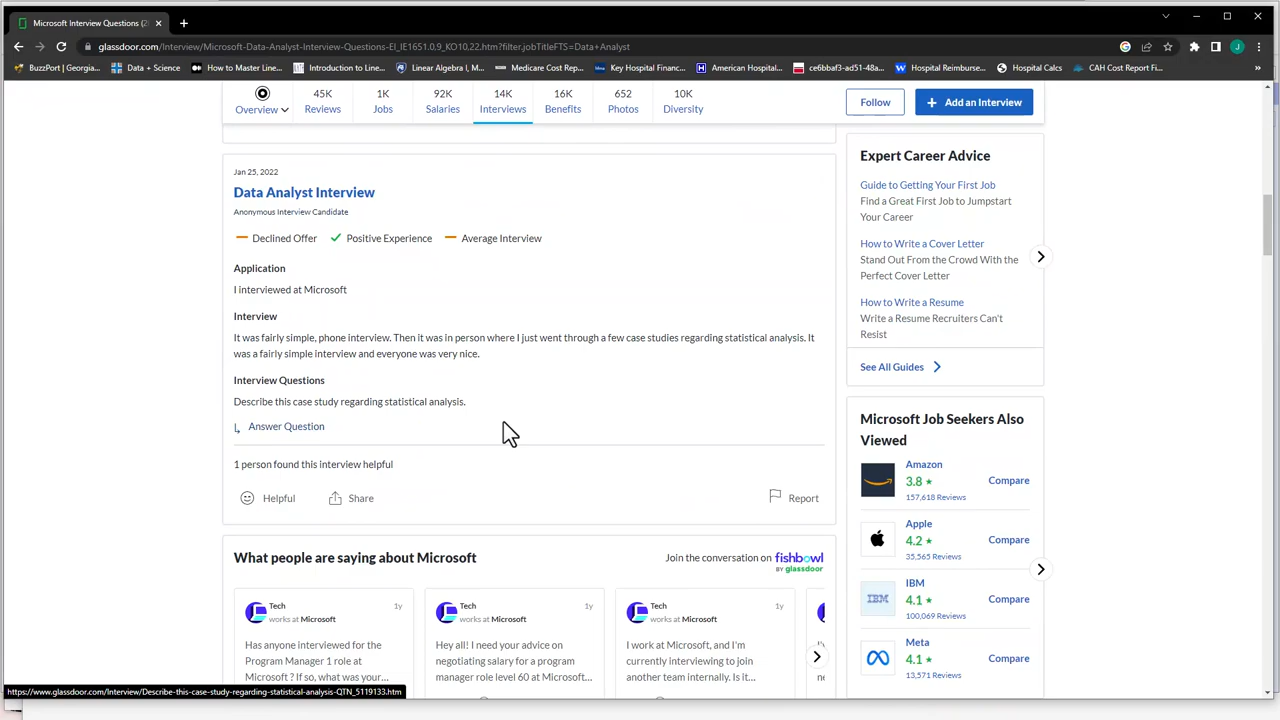 Microsoft Interview Questions (2(
glassdoor.com/Interview/Microsoft-Data-Analyst-Interview-Questions-EI_IE1651.0.9_KO10,22.htm?filter.jobTitleFTS=Data+Analyst
J
BuzzPort | Georgia...
Data + Science
How to Master Line...
Introduction to Line...
Linear Algebra I, M...
Medicare Cost Rep...
Key Hospital Financ...
American Hospital...
ce6bbaf3-ad51-48a...
Hospital Reimburse...
Hospital Calcs
CAH Cost Report Fi...
»
Overview
45K
Reviews
1K
Jobs
92K
Salaries
14K
Interviews
16K
Benefits
652
Photos
10K
Diversity
Follow
+ Add an Interview
Jan 25, 2022
Data Analyst Interview
Anonymous Interview Candidate
Declined Offer
Positive Experience
Average Interview
Application
I interviewed at Microsoft
Interview
It was fairly simple, phone interview. Then it was in person where I just went through a few case studies regarding statistical analysis. It
was a fairly simple interview and everyone was very nice.
Interview Questions
Describe this case study regarding statistical analysis.
Answer Question
1 person found this interview helpful
Helpful
Share
Report
What people are saying about Microsoft
Join the conversation on fishbowl
BY glassdoor
Tech
1y
works at Microsoft
Has anyone interviewed for the
Program Manager 1 role at
Microsoft ? If so, what was your...
Tech
1y
works at Microsoft
Hey all! I need your advice on
negotiating salary for a program
manager role level 60 at Microsoft...
Tech
1y
works at Microsoft
I work at Microsoft, and I'm
currently interviewing to join
another team internally. Is it...
Expert Career Advice
Guide to Getting Your First Job
Find a Great First Job to Jumpstart
Your Career
How to Write a Cover Letter
Stand Out From the Crowd With the
Perfect Cover Letter
How to Write a Resume
Write a Resume Recruiters Can't
Resist
See All Guides
Microsoft Job Seekers Also
Viewed
Amazon
3.8 ★
157,618 Reviews
Compare
Apple
4.2 ★
35,565 Reviews
Compare
IBM
IBM
4.1 ★
100,069 Reviews
Compare
Meta
4.1 ★
13,571 Reviews
Compare
https://www.glassdoor.com/Interview/Describe-this-case-study-regarding-statistical-analysis-QTN_5119133.htm